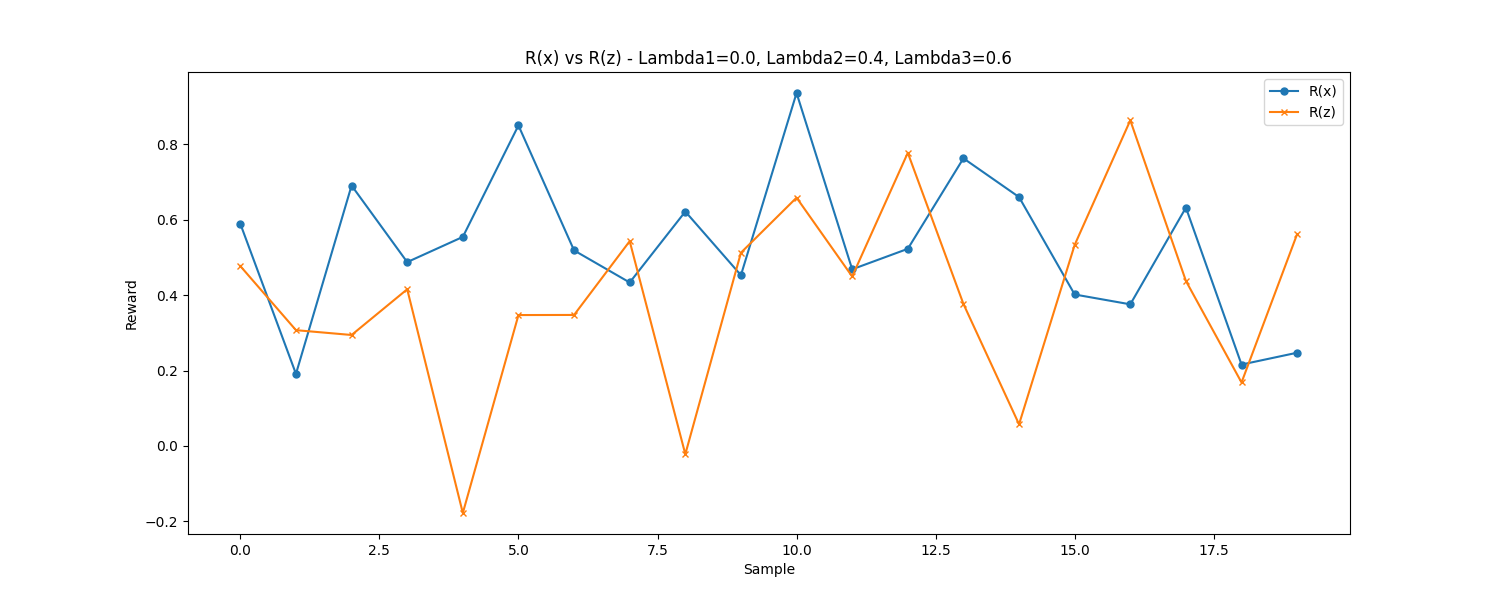 R(x) vs R(z) - Lambda1=0.0, Lambda2=0.4, Lambda3=0.6
R(x)
R(z)
Reward
0.8
0.6
0.4
0.2
0.0
−0.2
0.0 2.5 5.0 7.5 10.0 12.5 15.0 17.5
Sample